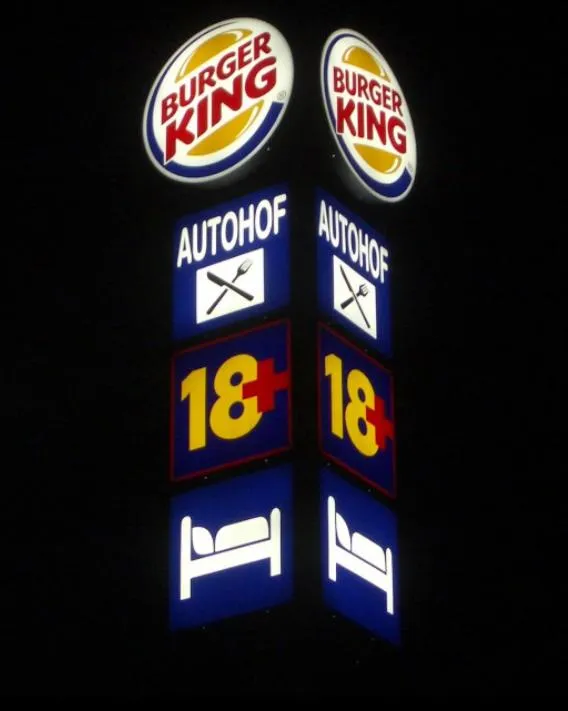 BURGER
KING
®
AUTOHOF
18+
BURGER
KING
®
AUTOHOF
18+